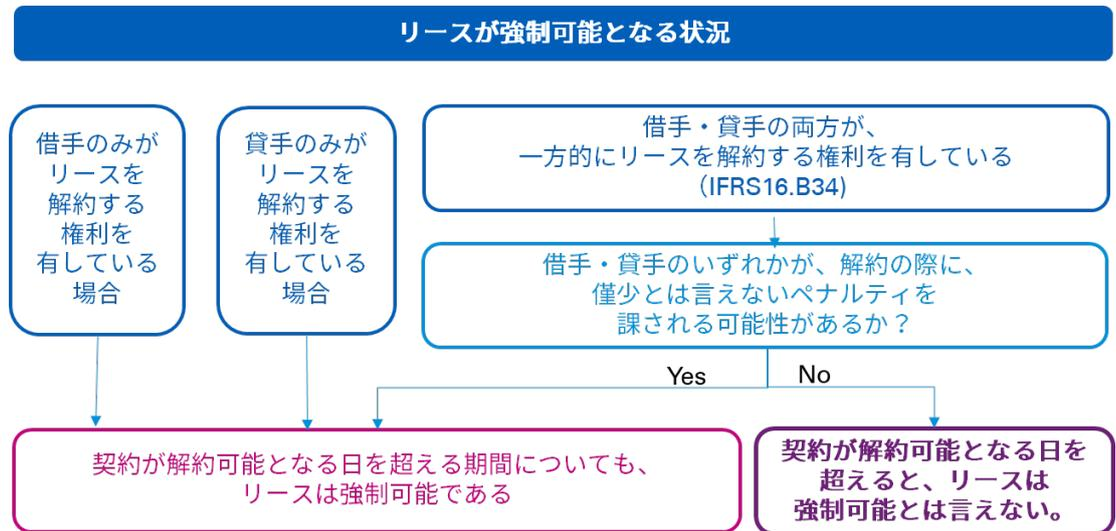 リースが強制可能となる状況
借手のみが
リースを
解約する
権利を
有している
場合
貸手のみが
リースを
解約する
権利を
有している
場合
借手・貸手の両方が、
一方的にリースを解約する権利を有している
（IFRS16.B34)
借手・貸手のいずれかが、解約の際に、
僅少とは言えないペナルティを
課される可能性があるか？
Yes
No
契約が解約可能となる日を超える期間についても、
リースは強制可能である
契約が解約可能となる日を
超えると、リースは
強制可能とは言えない。